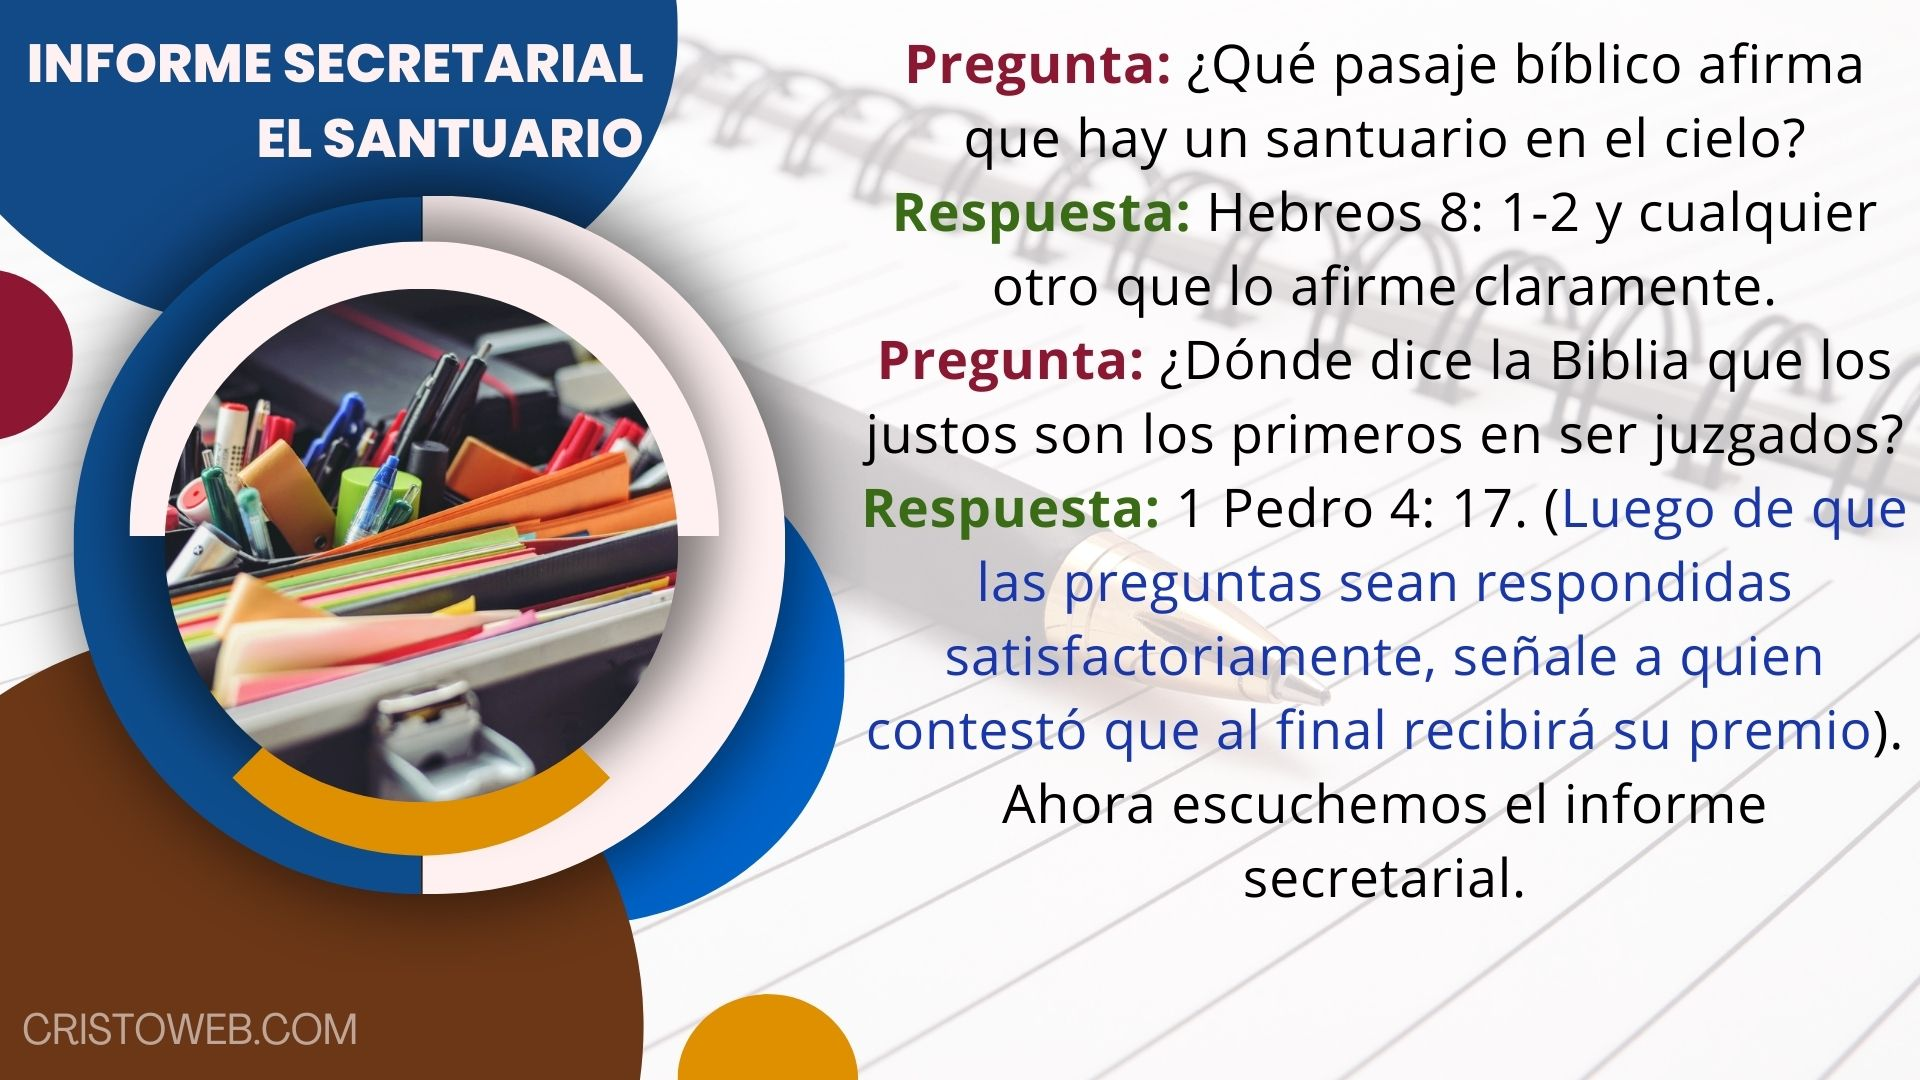 INFORME SECRETARIAL
EL SANTUARIO
Pregunta: ¿Qué pasaje bíblico afirma
que hay un santuario en el cielo?
Respuesta: Hebreos 8: 1-2 y cualquier
otro que lo afirme claramente.
Pregunta: ¿Dónde dice la Biblia que los
justos son los primeros en ser juzgados?
Respuesta: 1 Pedro 4: 17. (Luego de que
las preguntas sean respondidas
satisfactoriamente, señale a quien
contestó que al final recibirá su premio).
Ahora escuchemos el informe
secretarial.
CRISTOWEB.COM